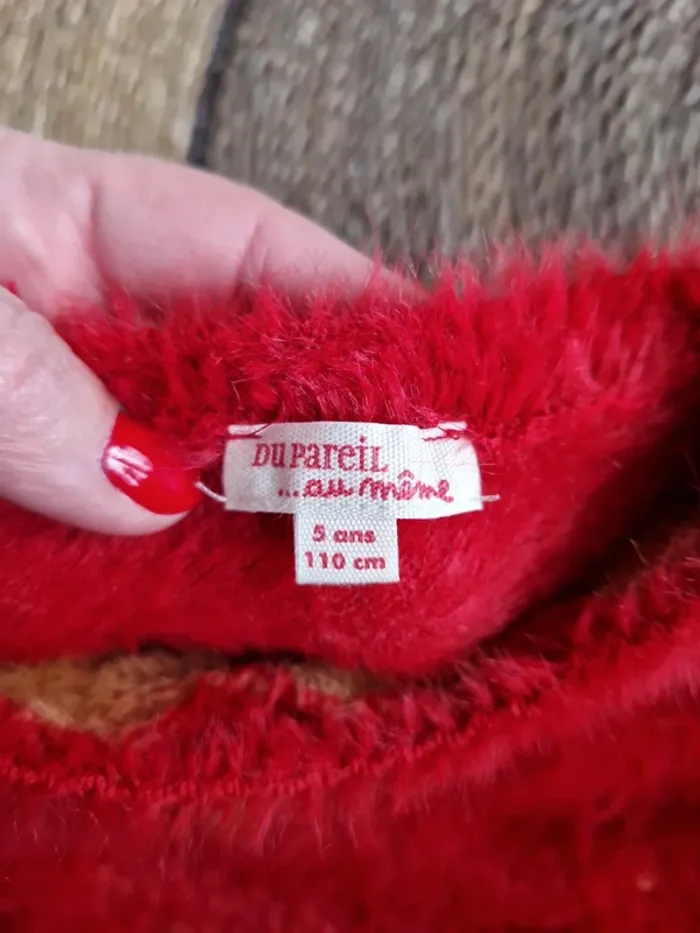 DU PAREIL
...au même
5 ans
110 cm